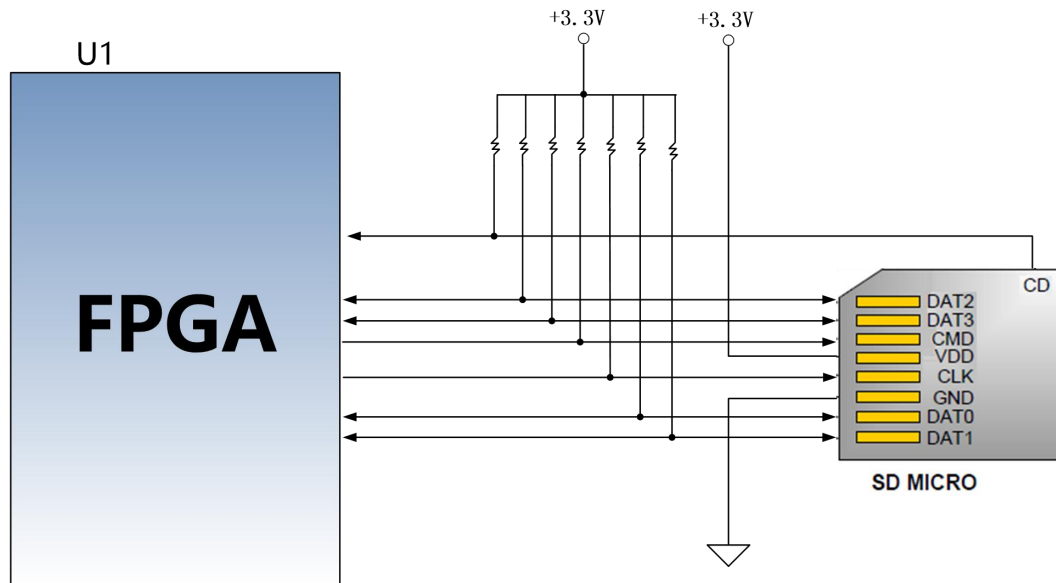 +3.3V
+3.3V
U1
FPGA
CD
DAT2
DAT3
CMD
VDD
CLK
GND
DAT0
DAT1
SD MICRO